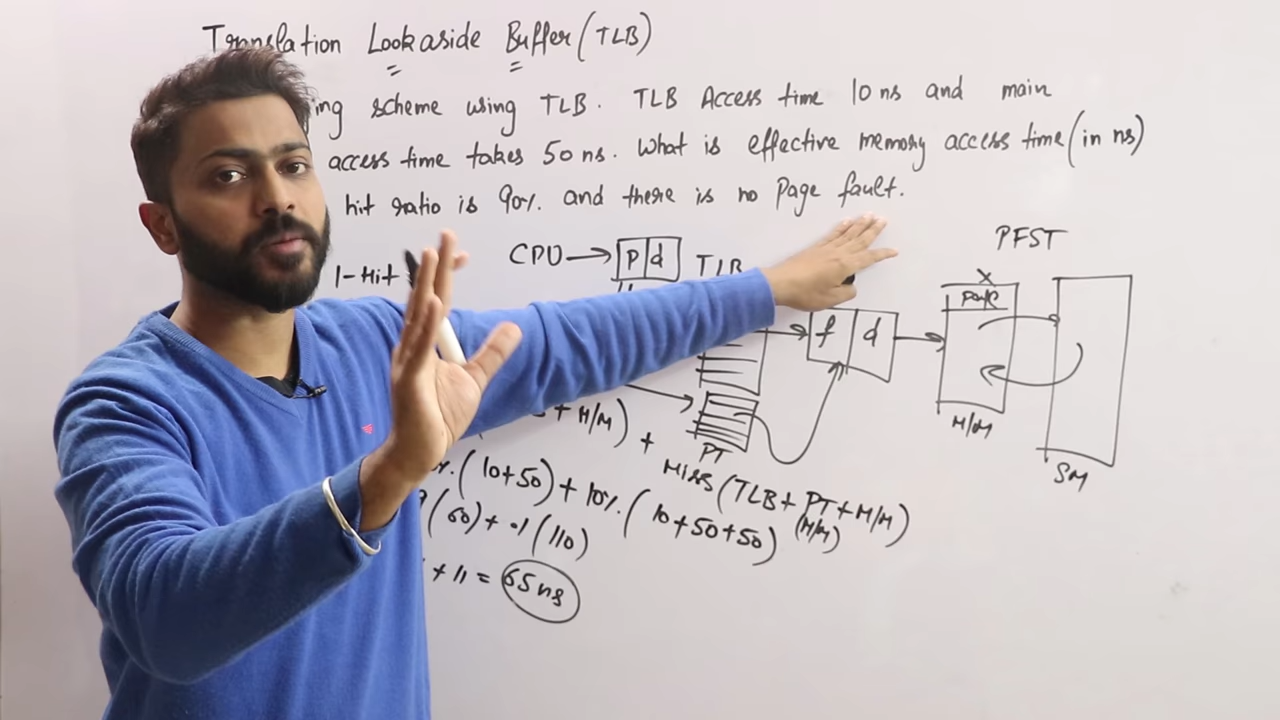 Translation Lookaside Buffer (TLB)
ing scheme using TLB. TLB Access time 10 ns and main
access time takes 50 ns. What is effective memory access time (in ns)
hit ratio is 90%. and there is no Page fault.
PFST
CPU → p d TLB
1-Hit
f d
x
Page
PT
M/M
SM
+ M/M) + Miss (TLB + PT + M/M)
(M/M)
(10+50) + 10%. (10+50+50)
(60) + .1 (110)
+ 11 = 65 ns